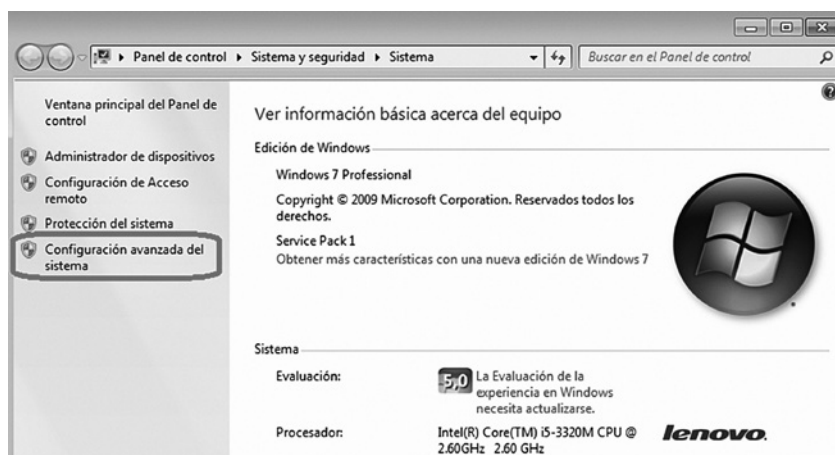 Panel de control ▸ Sistema y seguridad ▸ Sistema
Buscar en el Panel de control
Ventana principal del Panel de
control
Administrador de dispositivos
Configuración de Acceso
remoto
Protección del sistema
Configuración avanzada del
sistema
Ver información básica acerca del equipo
Edición de Windows
Windows 7 Professional
Copyright © 2009 Microsoft Corporation. Reservados todos los
derechos.
Service Pack 1
Obtener más características con una nueva edición de Windows 7
Sistema
Evaluación:
5,0
La Evaluación de la
experiencia en Windows
necesita actualizarse.
Procesador:
Intel(R) Core(TM) i5-3320M CPU @
2.60GHz 2.60 GHz
lenovo.